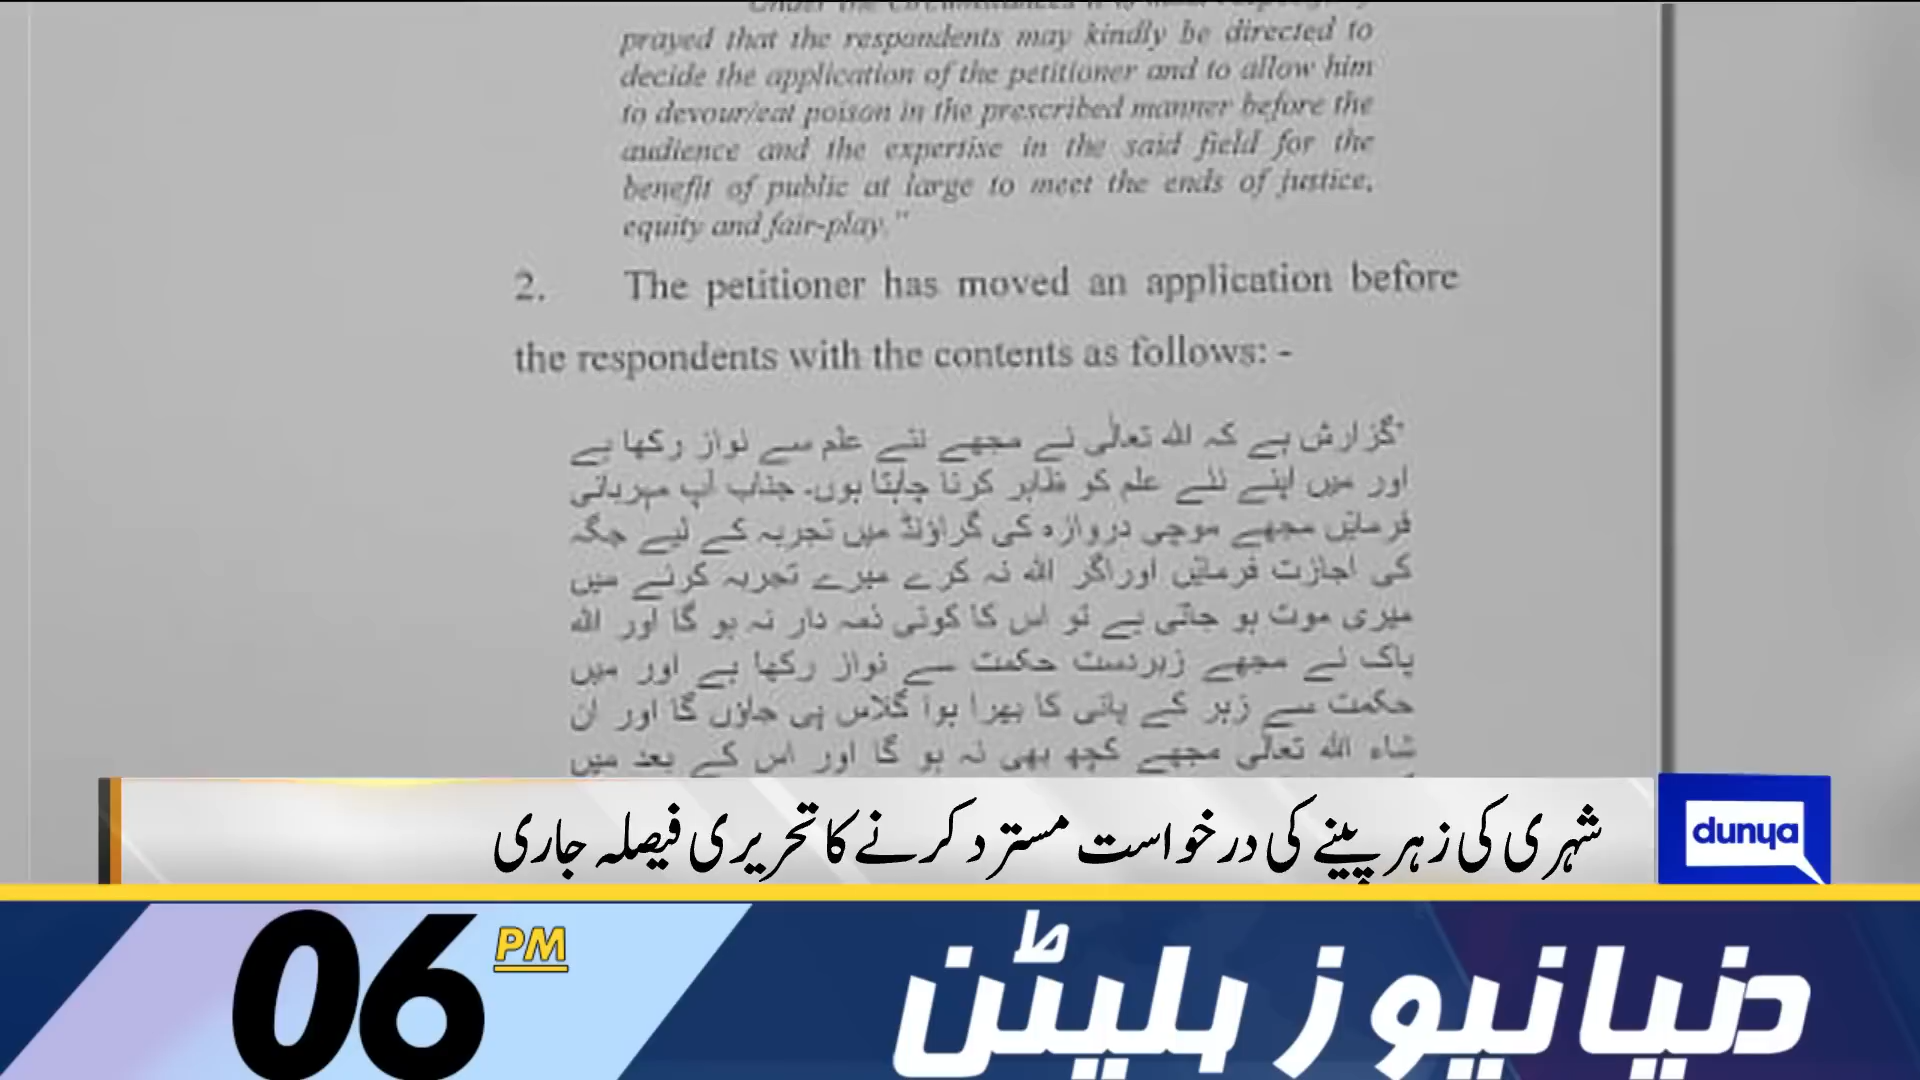 prayed that the respondents may kindly be directed to
decide the application of the petitioner and to allow him
to devour/eat poison in the prescribed manner before the
audience and the expertise in the said field for the
benefit of public at large to meet the ends of justice,
equity and fair-play."
2. The petitioner has moved an application before
the respondents with the contents as follows: -
"گزارش ہے کہ اللہ تعالٰی نے مجھے نئے علم سے نواز رکھا ہے
اور میں اپنے نئے علم کو ظاہر کرنا چاہتا ہوں۔ جناب آپ مہربانی
فرمائیں مجھے موچی دروازہ کی گراؤنڈ میں تجربہ کے لیے جگہ
کی اجازت فرمائیں اور اگر اللہ نہ کرے میرے تجربہ کرنے میں
میری موت ہو جاتی ہے تو اس کا کوئی ذمہ دار نہ ہو گا اور اللہ
پاک نے مجھے زبردست حکمت سے نواز رکھا ہے اور میں
حکمت سے زہر کے پانی کا بھرا ہوا گلاس پی جاؤں گا اور ان
شاء اللہ تعالٰی مجھے کچھ بھی نہ ہو گا اور اس کے بعد میں
شہری کی زہر پینے کی درخواست مسترد کرنے کا تحریری فیصلہ جاری
dunya
06 PM
دنیا نیوز بلیٹن